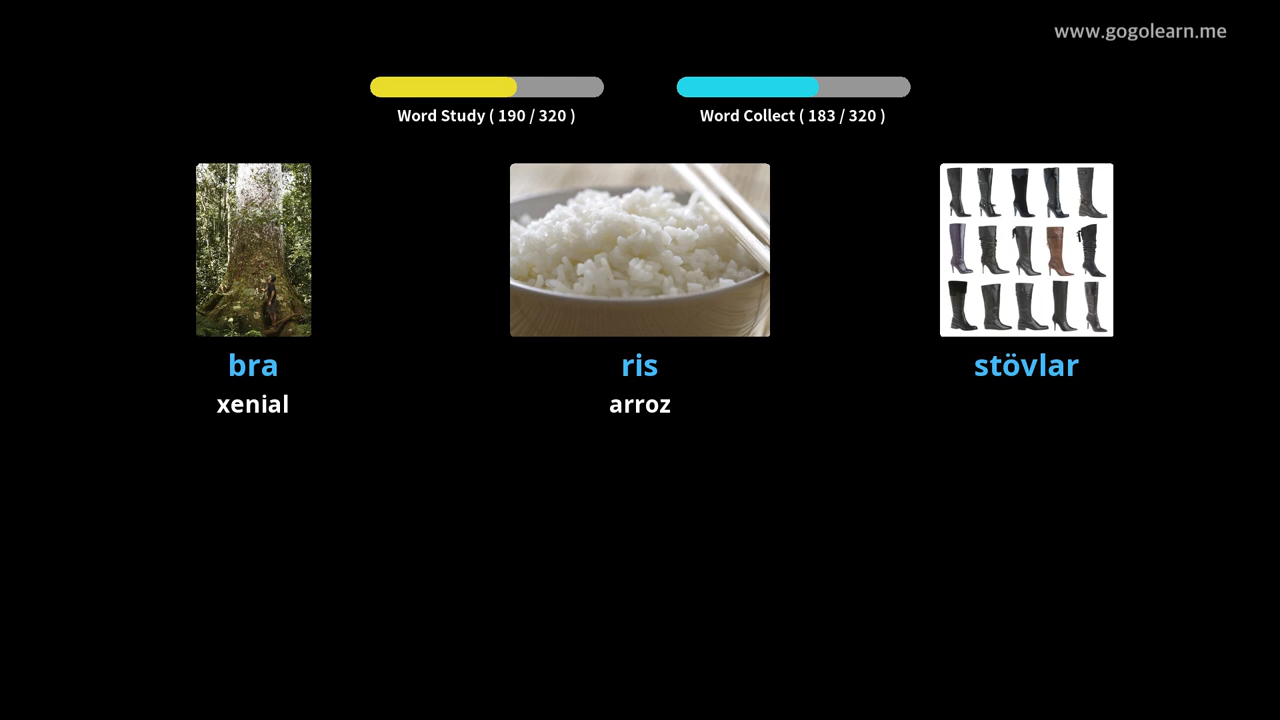 www.gogolearn.me
Word Study ( 190 / 320 )
Word Collect ( 183 / 320 )
bra
ris
stövlar
xenial
arroz